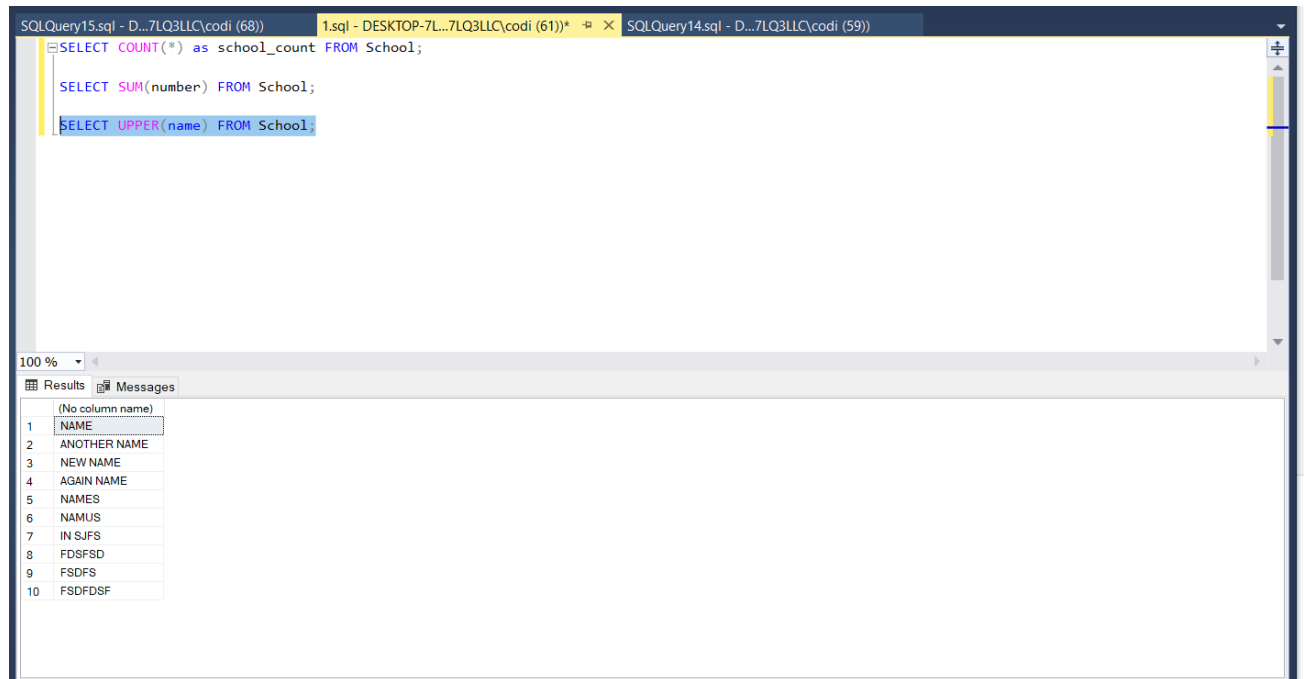 SQLQuery15.sql - D...7LQ3LLC\codi (68)) 1.sql - DESKTOP-7L...7LQ3LLC\codi (61))* SQLQuery14.sql - D...7LQ3LLC\codi (59))
SELECT COUNT(*) as school_count FROM School;
SELECT SUM(number) FROM School;
SELECT UPPER(name) FROM School;
100 %
Results Messages
(No column name)
1 NAME
2 ANOTHER NAME
3 NEW NAME
4 AGAIN NAME
5 NAMES
6 NAMUS
7 IN SJFS
8 FDSFSD
9 FSDFS
10 FSDFDSF